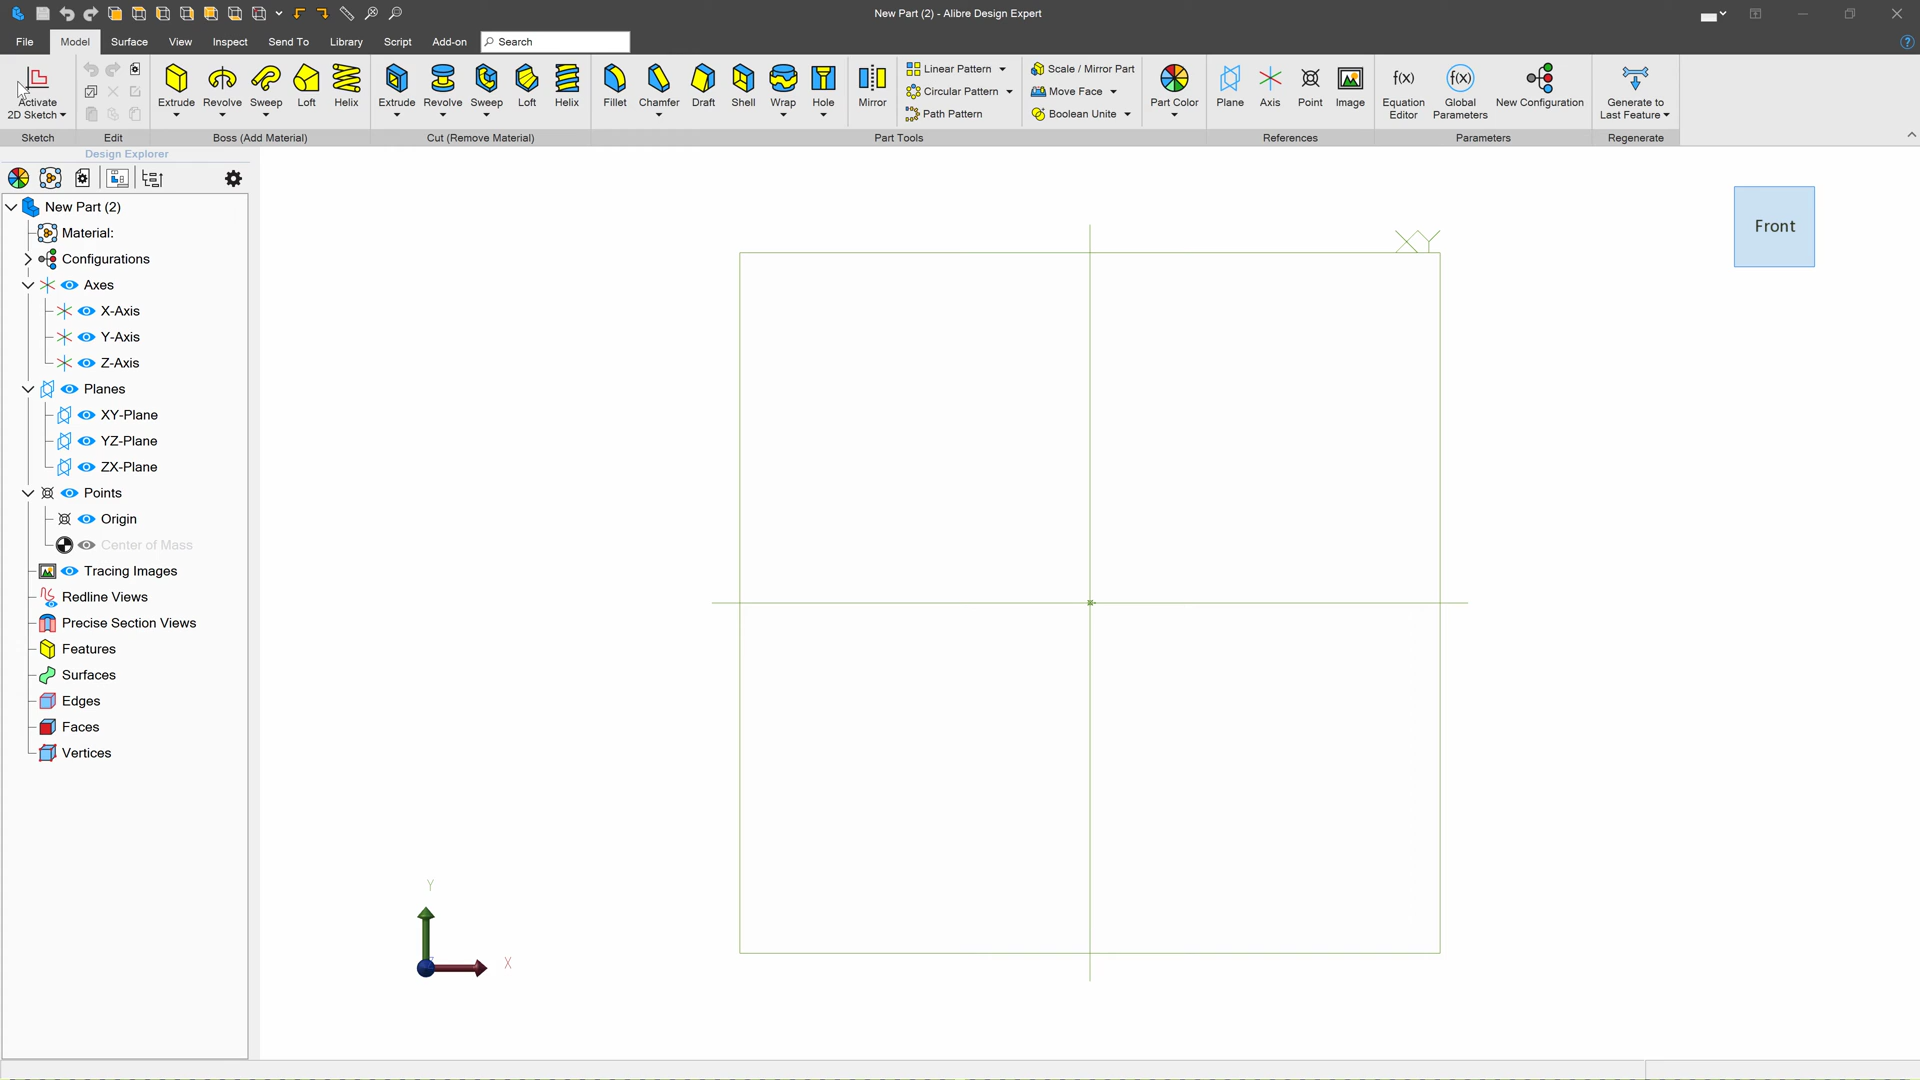 New Part (2) - Alibre Design Expert
File Model Surface View Inspect Send To Library Script Add-on Search
Activate
2D Sketch
Extrude Revolve Sweep Loft Helix
Extrude Revolve Sweep Loft Helix
Fillet Chamfer Draft Shell Wrap Hole
Mirror
Linear Pattern
Circular Pattern
Path Pattern
Scale / Mirror Part
Move Face
Boolean Unite
Part Color
Plane Axis Point Image
f(x)
Equation
Editor
f(x)
Global
Parameters
New Configuration
Generate to
Last Feature
Sketch Edit Boss (Add Material) Cut (Remove Material) Part Tools References Parameters Regenerate
Design Explorer
New Part (2)
Material:
Configurations
Axes
X-Axis
Y-Axis
Z-Axis
Planes
XY-Plane
YZ-Plane
ZX-Plane
Points
Origin
Center of Mass
Tracing Images
Redline Views
Precise Section Views
Features
Surfaces
Edges
Faces
Vertices
XY
Front
Y
X